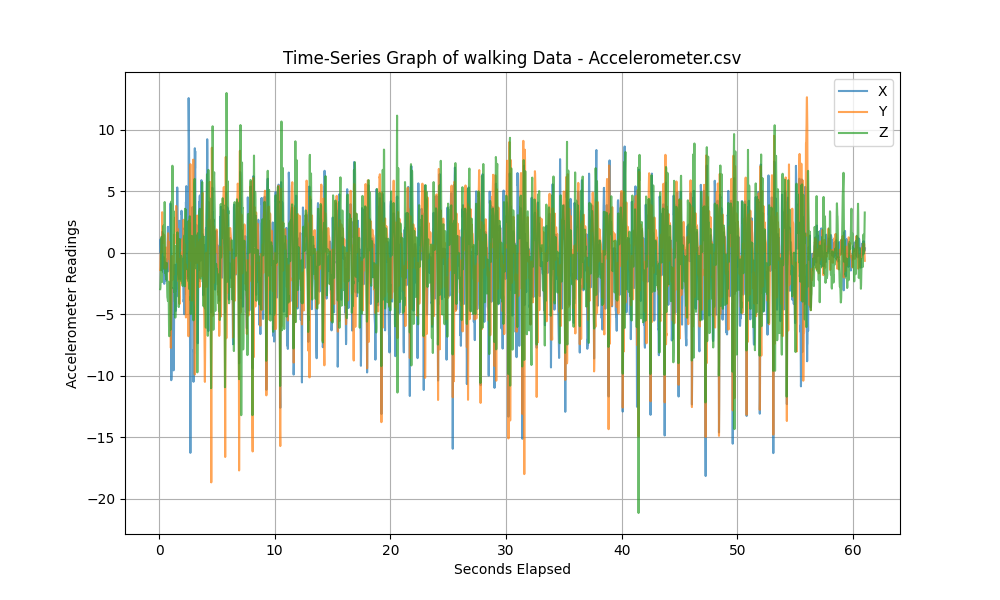 Time-Series Graph of walking Data - Accelerometer.csv
X
Y
Z
10
5
0
−5
−10
−15
−20
Accelerometer Readings
0 10 20 30 40 50 60
Seconds Elapsed